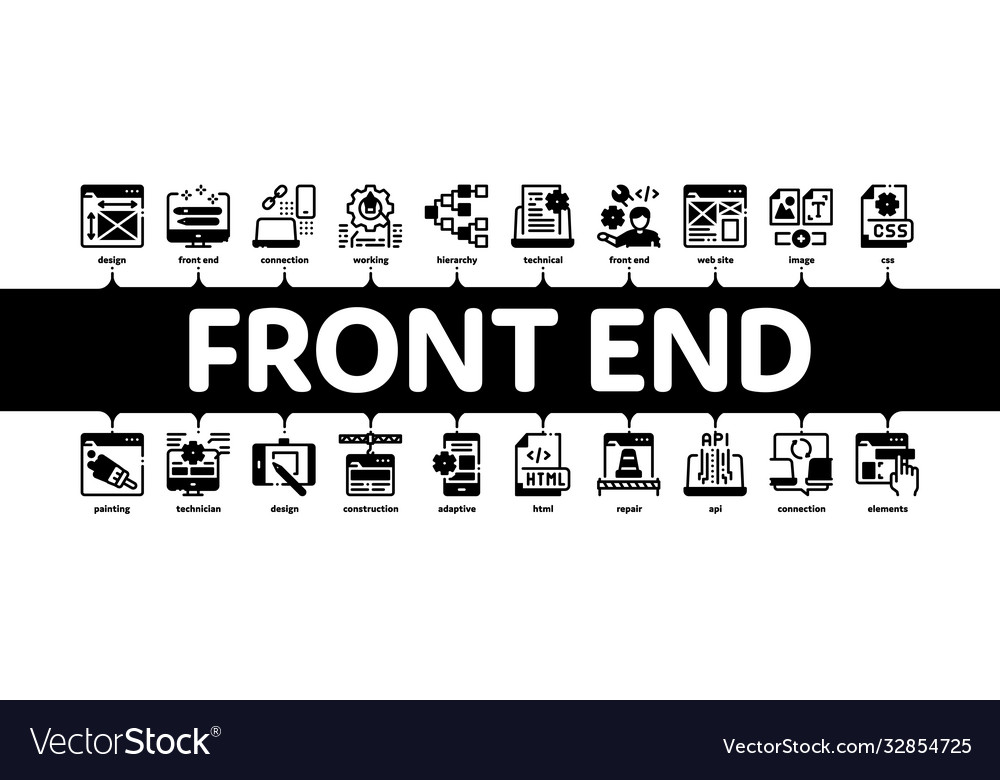 T
</>
CSS
design front end connection working hierarchy technical front end web site image css
FRONT END
API
</>
HTML
painting technician design construction adaptive html repair api connection elements
VectorStock®
VectorStock.com/32854725